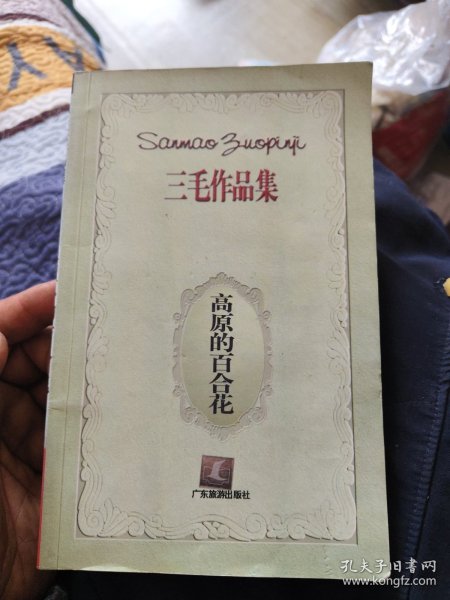 Sanmao Zuopinji
三毛作品集
高原的百合花
广东旅游出版社
孔夫子旧书网
www.kongfz.com